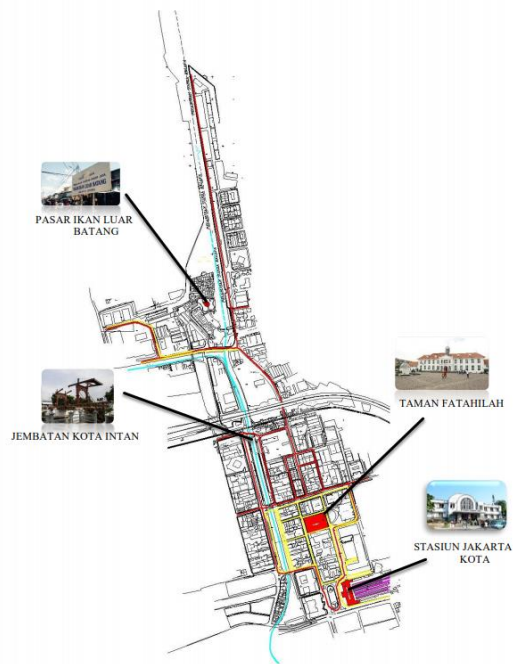 PASAR IKAN LUAR
BATANG
TAMAN FATAHILAH
JEMBATAN KOTA INTAN
STASIUN JAKARTA
KOTA